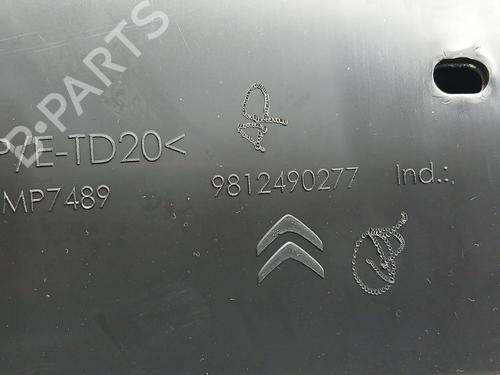 B-PARTS
P/E-TD20<
MP7489
9812490277 Ind.: